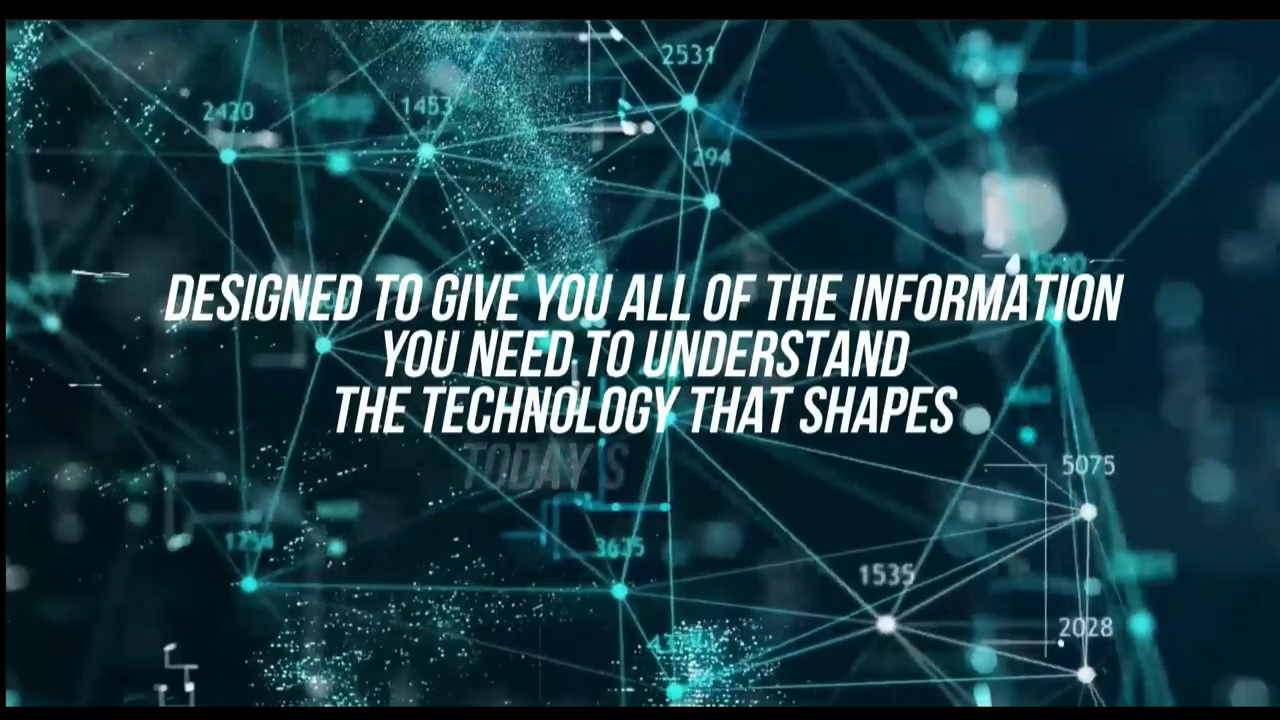 2531
2420
1453
294
DESIGNED TO GIVE YOU ALL OF THE INFORMATION
YOU NEED TO UNDERSTAND
THE TECHNOLOGY THAT SHAPES
TODAY'S
5075
3635
1535
2028